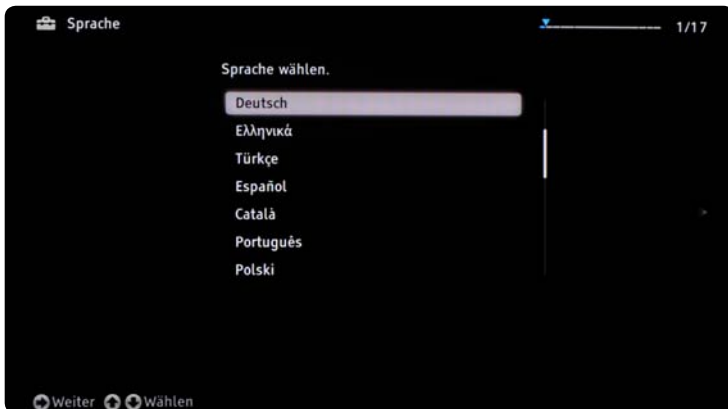 Sprache
1/17
Sprache wählen.
Deutsch
Ελληνικά
Türkçe
Español
Català
Português
Polski
>
Weiter Wählen